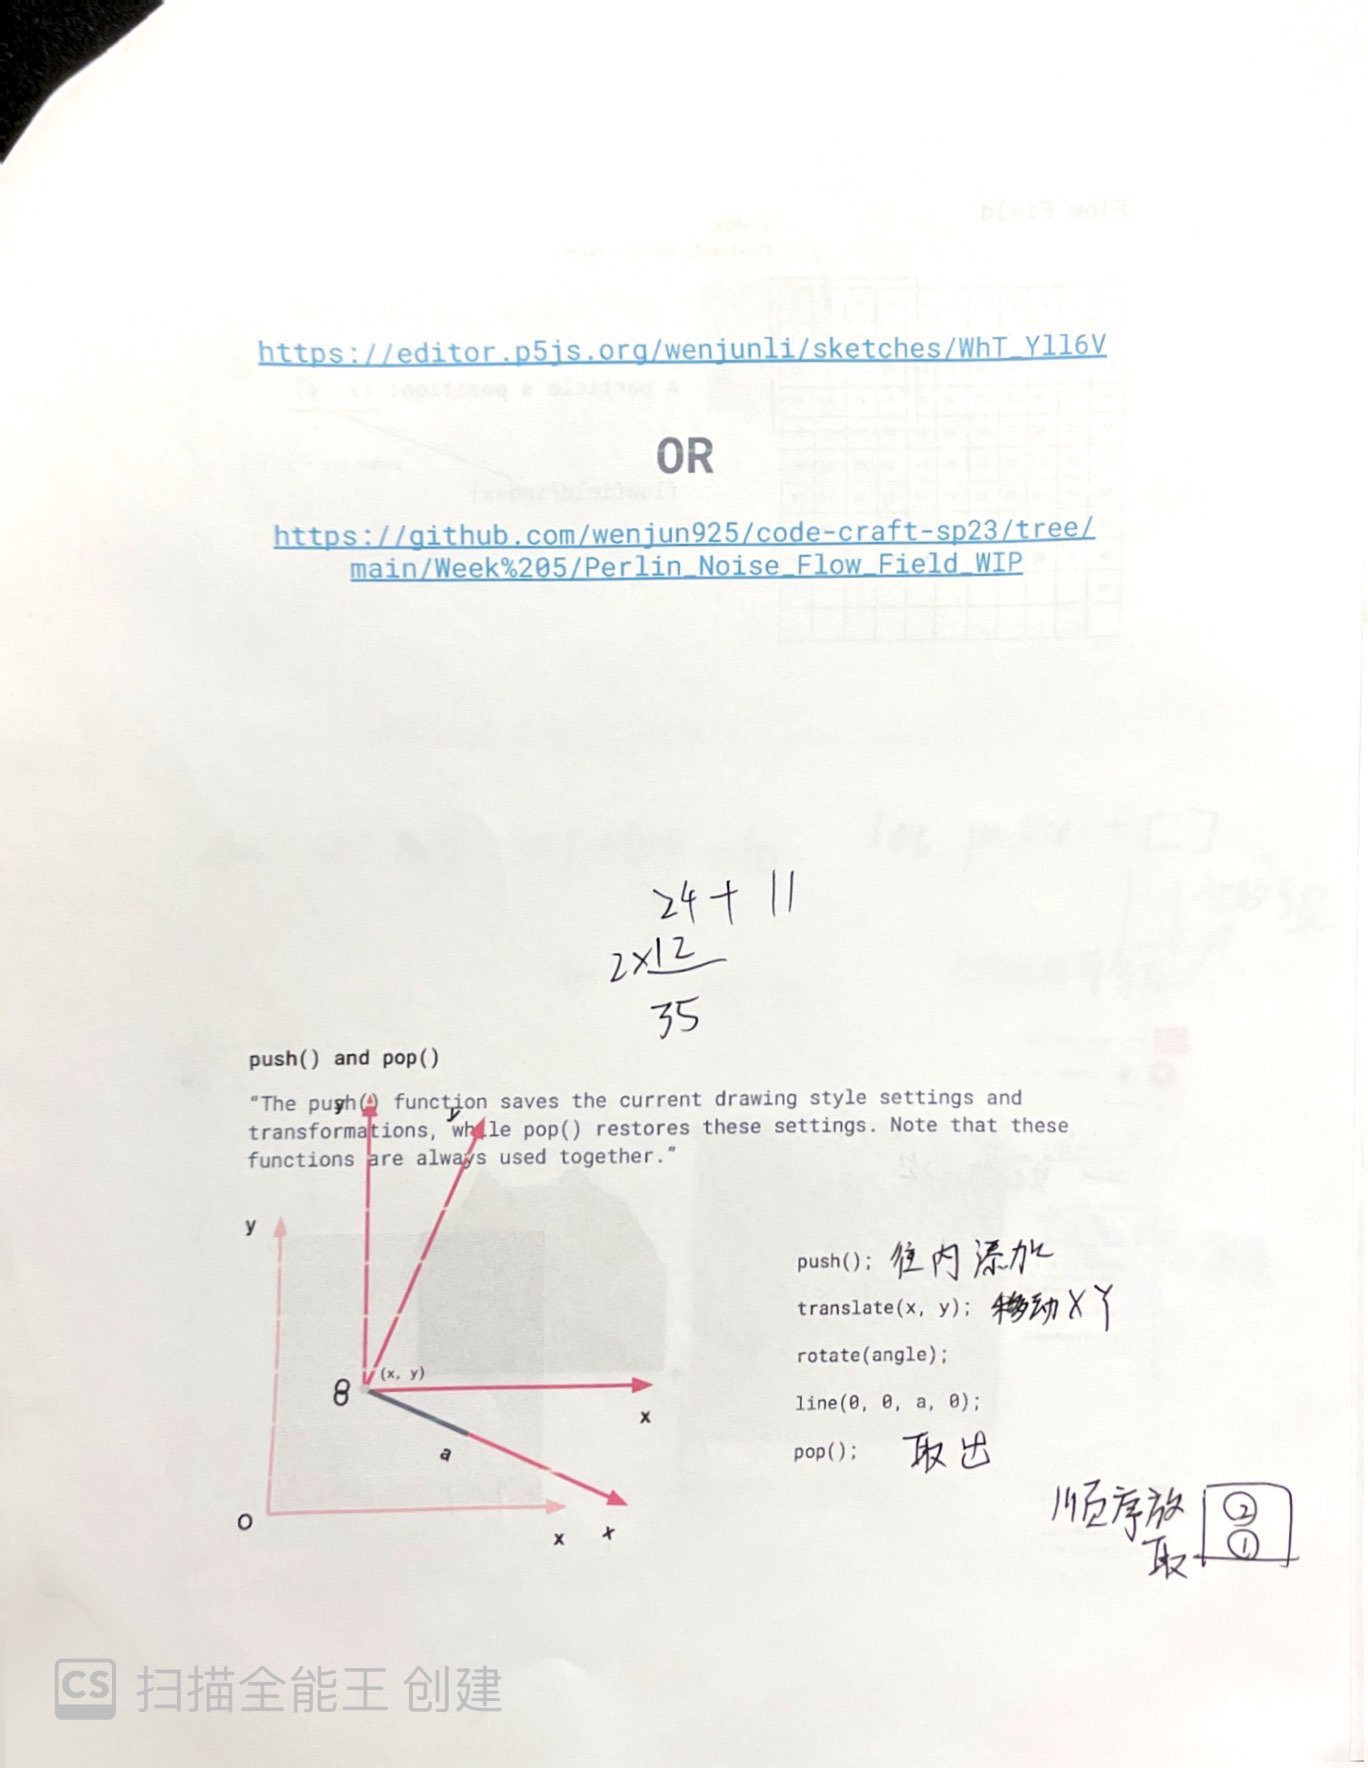 https://editor.p5js.org/wenjunli/sketches/WhT_Yll6V
OR
https://github.com/wenjun925/code-craft-sp23/tree/
main/Week%205/Perlin_Noise_Flow_Field_WIP
24+ 11
2×12
35
push() and pop()
“The push() function saves the current drawing style settings and
transformations, while pop() restores these settings. Note that these
functions are always used together.”
y
y
y
(x, y)
θ
x
a
O
x
x
push(); 往内添加
translate(x, y); 移动XY
rotate(angle);
line(0, 0, a, 0);
pop(); 取出
顺序放 ②
取 ①
CS 扫描全能王 创建